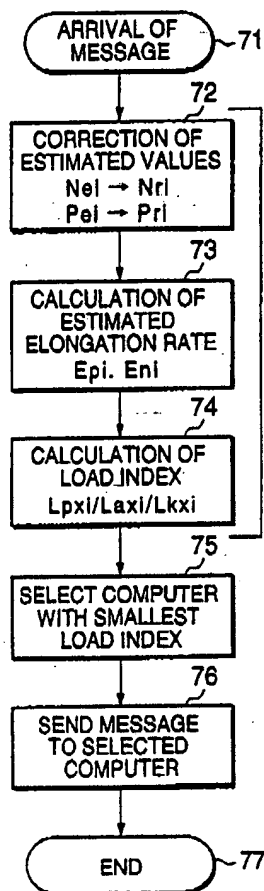 ARRIVAL OF
MESSAGE
71
72
CORRECTION OF
ESTIMATED VALUES
Nei → Nri
Pei → Pri
73
CALCULATION OF
ESTIMATED
ELONGATION RATE
Epi. Eni
74
CALCULATION OF
LOAD INDEX
Lpxi/Laxi/Lkxi
75
SELECT COMPUTER
WITH SMALLEST
LOAD INDEX
76
SEND MESSAGE
TO SELECTED
COMPUTER
END
77